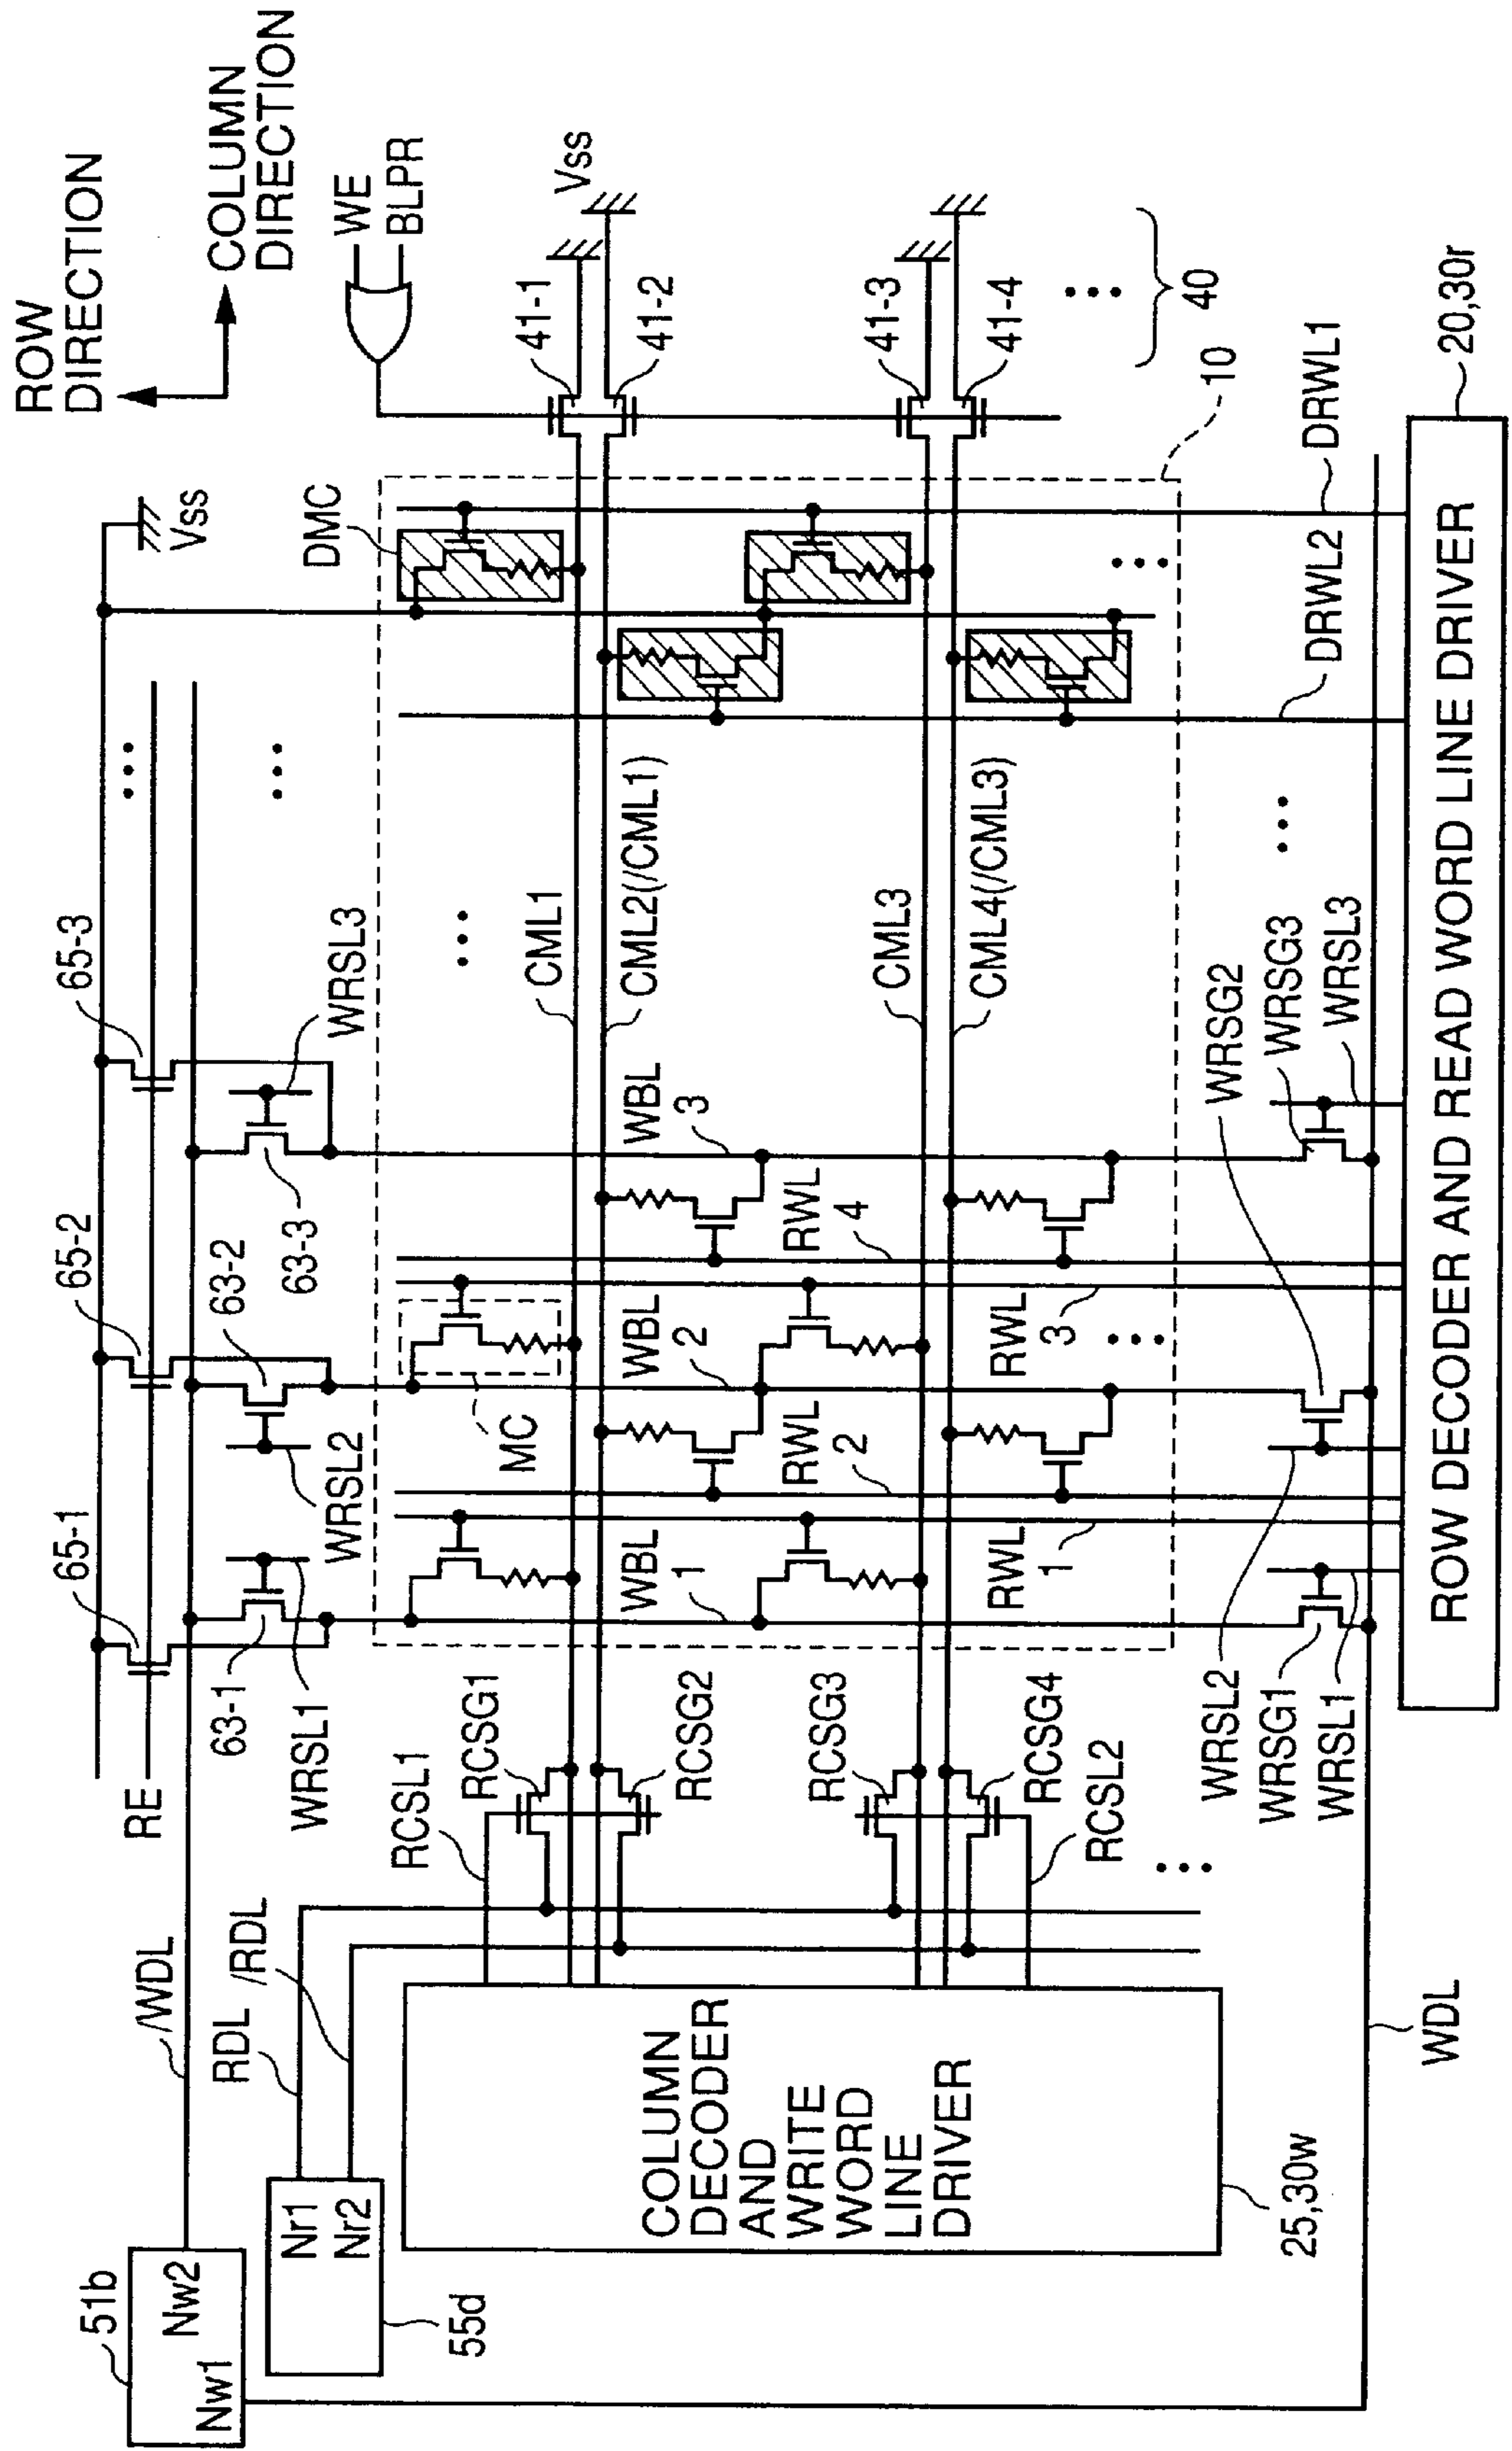 ROW
DIRECTION
COLUMN
DIRECTION
WE
BLPR
Vss
Vss
41-1
41-2
41-3
41-4
40
DMC
10
DRWL1
DRWL2
20,30r
ROW DECODER AND READ WORD LINE DRIVER
65-3
65-2
65-1
WRSL3
63-3
63-2
WRSL2
63-1
WRSL1
RE
CML1
CML2(/CML1)
CML3
CML4(/CML3)
WBL
3
RWL
4
WBL
2
RWL
3
MC
RWL
2
WBL
1
RWL
1
WRSG2
WRSG3
WRSL3
WRSL2
WRSG1
WRSL1
RCSL1
RCSG1
RCSG2
RCSG3
RCSG4
RCSL2
/WDL
RDL
/RDL
COLUMN
DECODER
AND
WRITE
WORD
LINE
DRIVER
25,30w
WDL
51b
Nw2
Nw1
Nr1
Nr2
55d